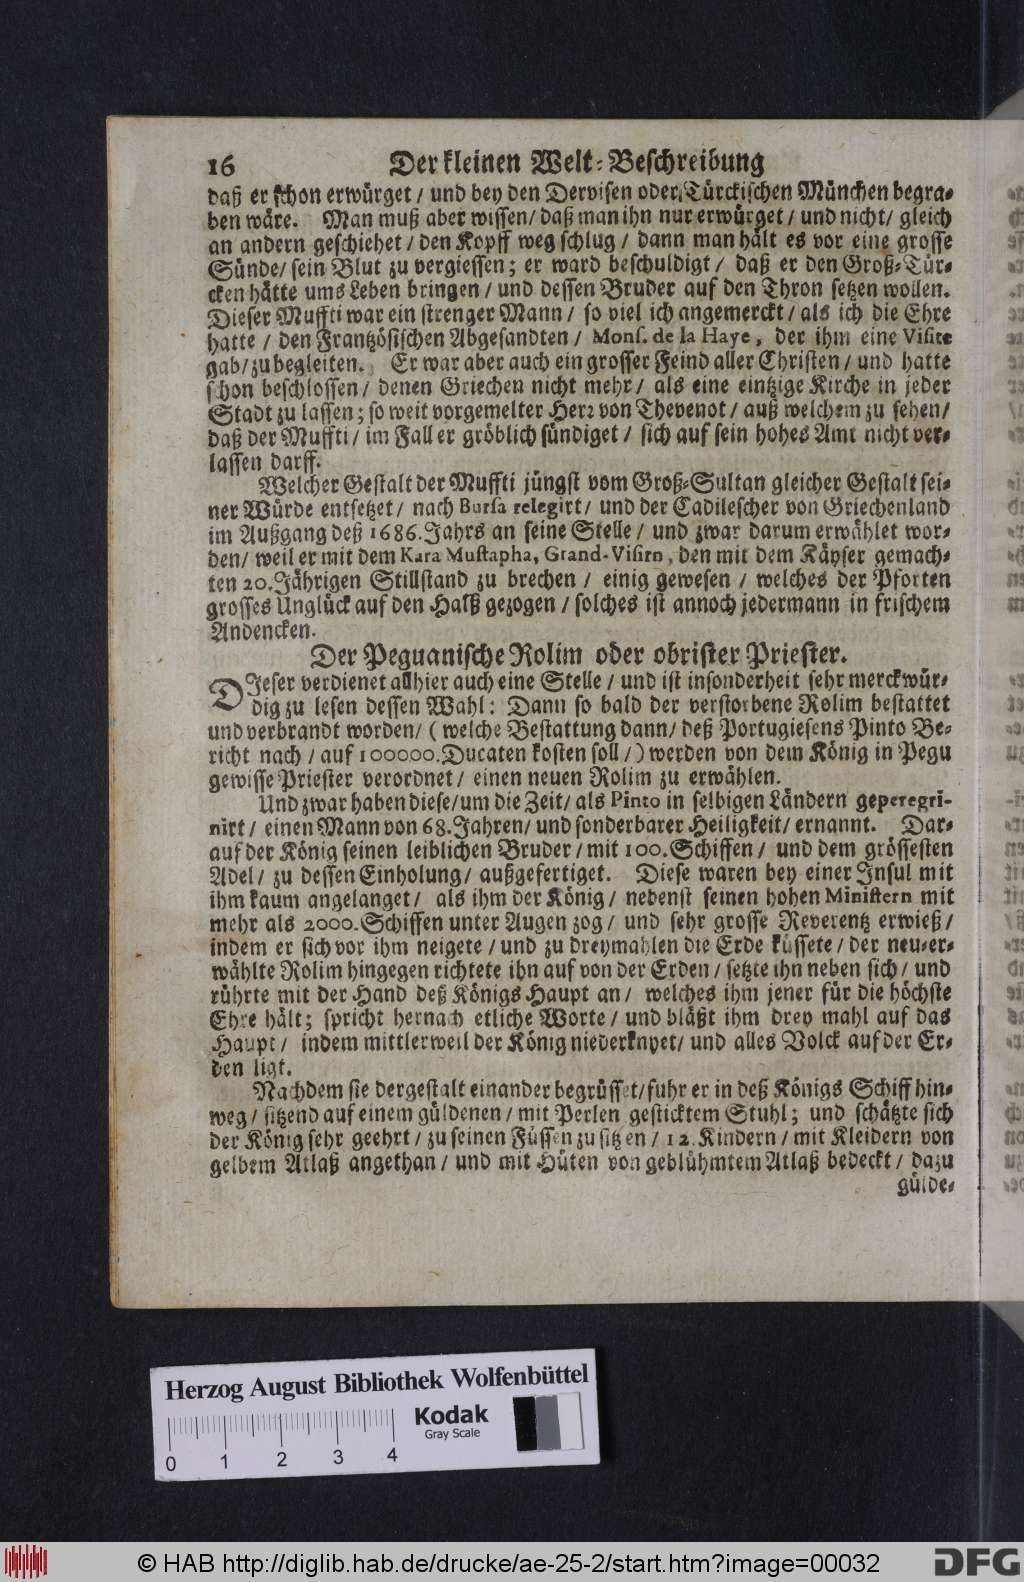 16 Der kleinen Welt-Beschreibung
daß er schon erwürget / und bey den Dervisen oder Türckischen München begra-
ben wäre. Man muß aber wissen / daß man ihn nur erwürget / und nicht / gleich
an andern geschiehet / den Kopff weg schlug / dann man hält es vor eine grosse
Sünde / sein Blut zu vergiessen; er ward beschuldigt / daß er den Groß-Tür-
cken hätte ums Leben bringen / und dessen Bruder auf den Thron setzen wollen.
Dieser Muffti war ein strenger Mann / so viel ich angemerckt / als ich die Ehre
hatte / den Frantzösischen Abgesandten / Mons. de la Haye, der ihm eine Visite
gab / zu begleiten. Er war aber auch ein grosser Feind aller Christen / und hatte
schon beschlossen / denen Griechen nicht mehr / als eine eintzige Kirche in jeder
Stadt zu lassen; so weit vorgemelter Herr von Thevenot / auß welchem zu sehen /
daß der Muffti / im Fall er gröblich sündiget / sich auf sein hohes Amt nicht ver-
lassen darff.
Welcher Gestalt der Muffti jüngst vom Groß-Sultan gleicher Gestalt sei-
ner Würde entsetzet / nach Bursa relegirt / und der Cadilescher von Griechenland
im Außgang deß 1686. Jahrs an seine Stelle / und zwar darum erwählet wor-
den / weil er mit dem Kara Mustapha, Grand-Visirn, den mit dem Käyser gemach-
ten 20. Jährigen Stillstand zu brechen / einig gewesen / welches der Pforten
grosses Unglück auf den Halß gezogen / solches ist annoch jedermann in frischem
Andencken.
Der Peguanische Rolim oder obrister Priester.
DIeser verdienet allhier auch eine Stelle / und ist insonderheit sehr merckwür-
dig zu lesen dessen Wahl: Dann so bald der verstorbene Rolim bestattet
und verbrandt worden / ( welche Bestattung dann / deß Portugiesens Pinto Be-
richt nach / auf 100000. Ducaten kosten soll / ) werden von dem König in Pegu
gewisse Priester verordnet / einen neuen Rolim zu erwählen.
Und zwar haben diese / um die Zeit / als Pinto in selbigen Ländern geperegri-
nirt / einen Mann von 68. Jahren / und sonderbarer Heiligkeit / ernannt. Dar-
auf der König seinen leiblichen Bruder / mit 100. Schiffen / und dem grössesten
Adel / zu dessen Einholung / außgefertiget. Diese waren bey einer Insul mit
ihm kaum angelanget / als ihm der König / nebenst seinen hohen Ministern mit
mehr als 2000. Schiffen unter Augen zog / und sehr grosse Reverentz erwieß /
indem er sich vor ihm neigete / und zu dreymahlen die Erde küssete / der neu-er-
wählte Rolim hingegen richtete ihn auf von der Erden / setzte ihn neben sich / und
rührte mit der Hand deß Königs Haupt an / welches ihm jener für die höchste
Ehre hält; spricht hernach etliche Worte / und bläßt ihm drey mahl auf das
Haupt / indem mittlerweil der König niederknyet / und alles Volck auf der Er-
den ligt.
Nachdem sie dergestalt einander begrüsset / fuhr er in deß Königs Schiff hin-
weg / sitzend auf einem güldenen / mit Perlen gesticktem Stuhl; und schätzte sich
der König sehr geehrt / zu seinen Füssen zu sitzen / 12. Kindern / mit Kleidern von
gelbem Atlaß angethan / und mit Hüten von geblühmtem Atlaß bedeckt / dazu
gülde-
Herzog August Bibliothek Wolfenbüttel
Kodak
Gray Scale
0 1 2 3 4
© HAB http://diglib.hab.de/drucke/ae-25-2/start.htm?image=00032
DFG